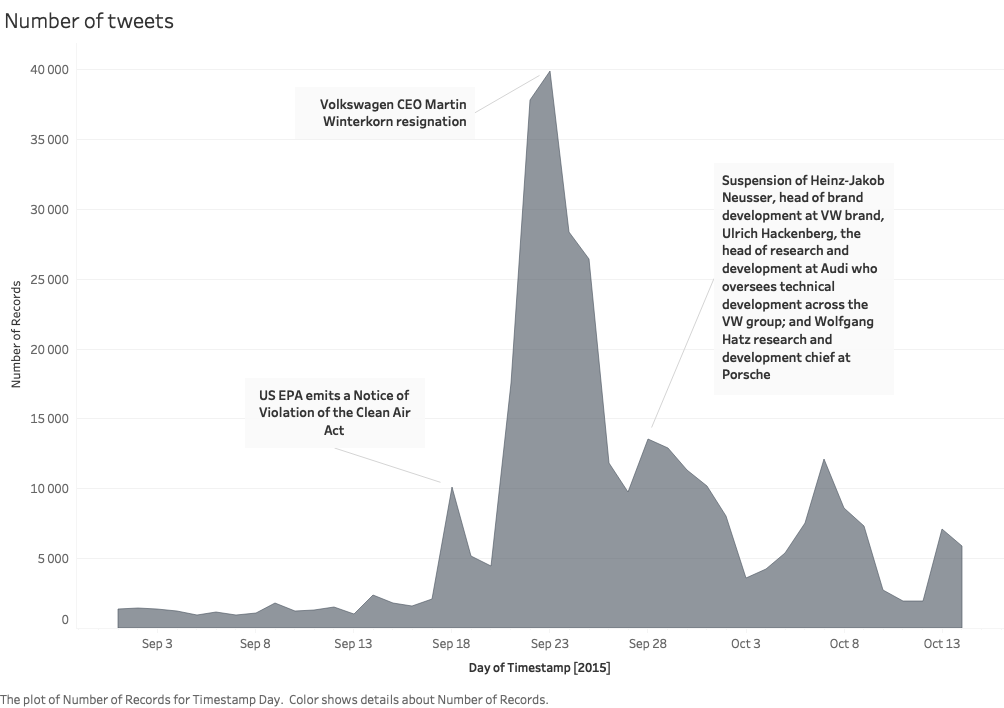 Number of tweets
40 000
35 000
30 000
25 000
20 000
15 000
10 000
5 000
0
Number of Records
Volkswagen CEO Martin
Winterkorn resignation
Suspension of Heinz-Jakob
Neusser, head of brand
development at VW brand,
Ulrich Hackenberg, the
head of research and
development at Audi who
oversees technical
development across the
VW group; and Wolfgang
Hatz research and
development chief at
Porsche
US EPA emits a Notice of
Violation of the Clean Air
Act
Sep 3 Sep 8 Sep 13 Sep 18 Sep 23 Sep 28 Oct 3 Oct 8 Oct 13
Day of Timestamp [2015]
The plot of Number of Records for Timestamp Day. Color shows details about Number of Records.